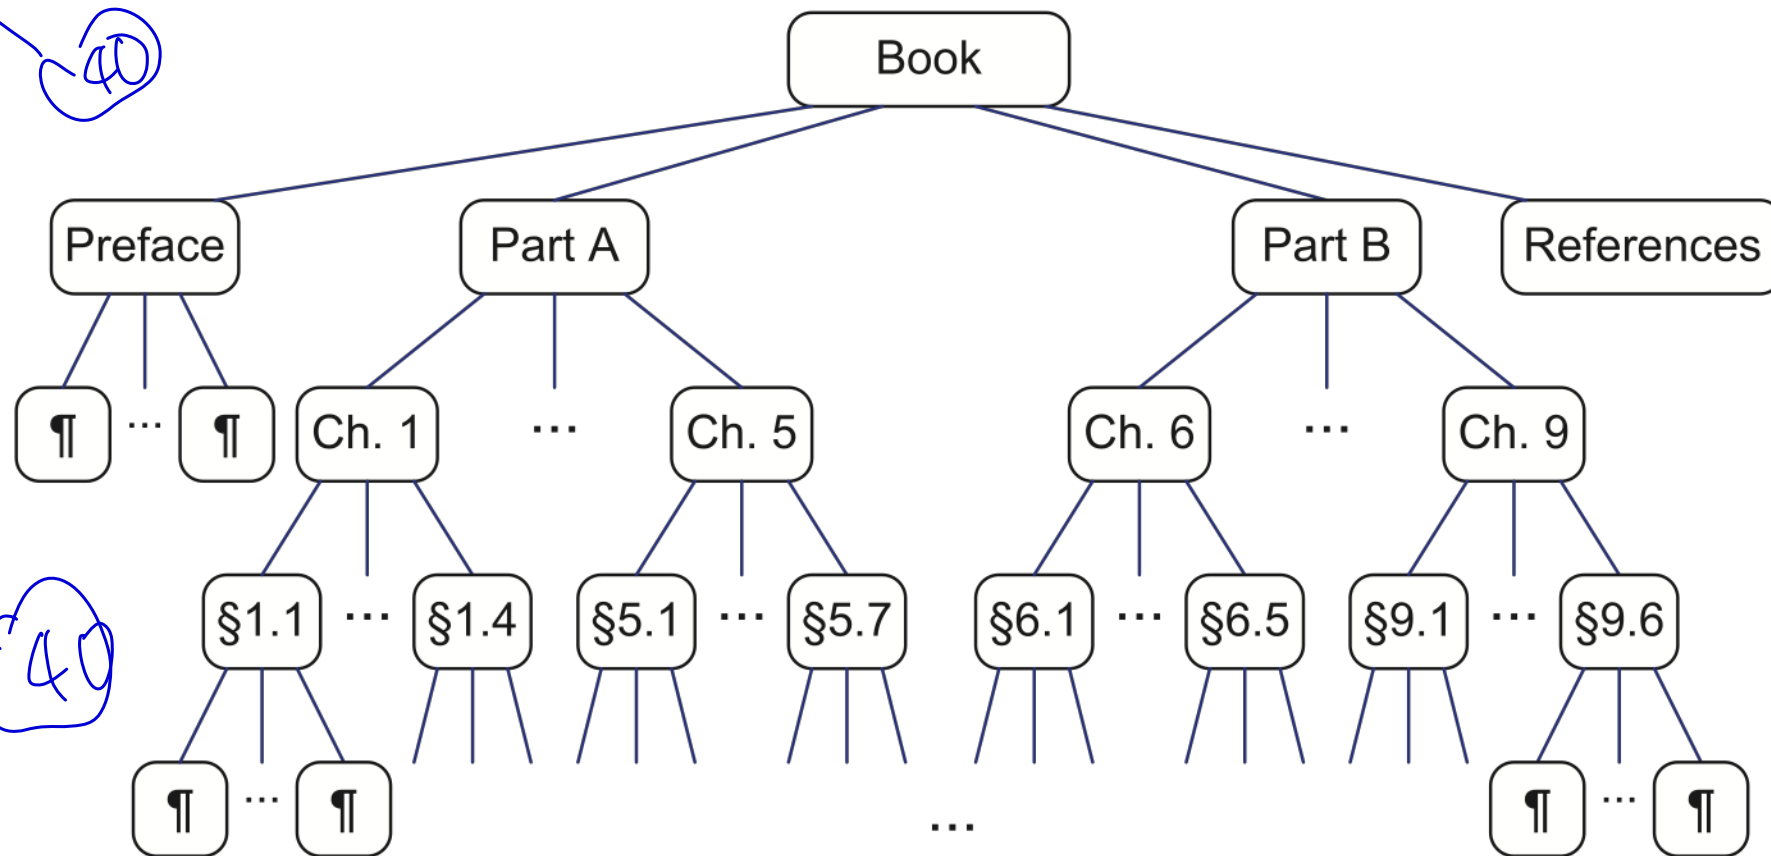 40
Book
Preface Part A Part B References
¶ ... ¶ Ch. 1 ... Ch. 5 Ch. 6 ... Ch. 9
§1.1 ... §1.4 §5.1 ... §5.7 §6.1 ... §6.5 §9.1 ... §9.6
40
¶ ... ¶ ... ¶ ... ¶